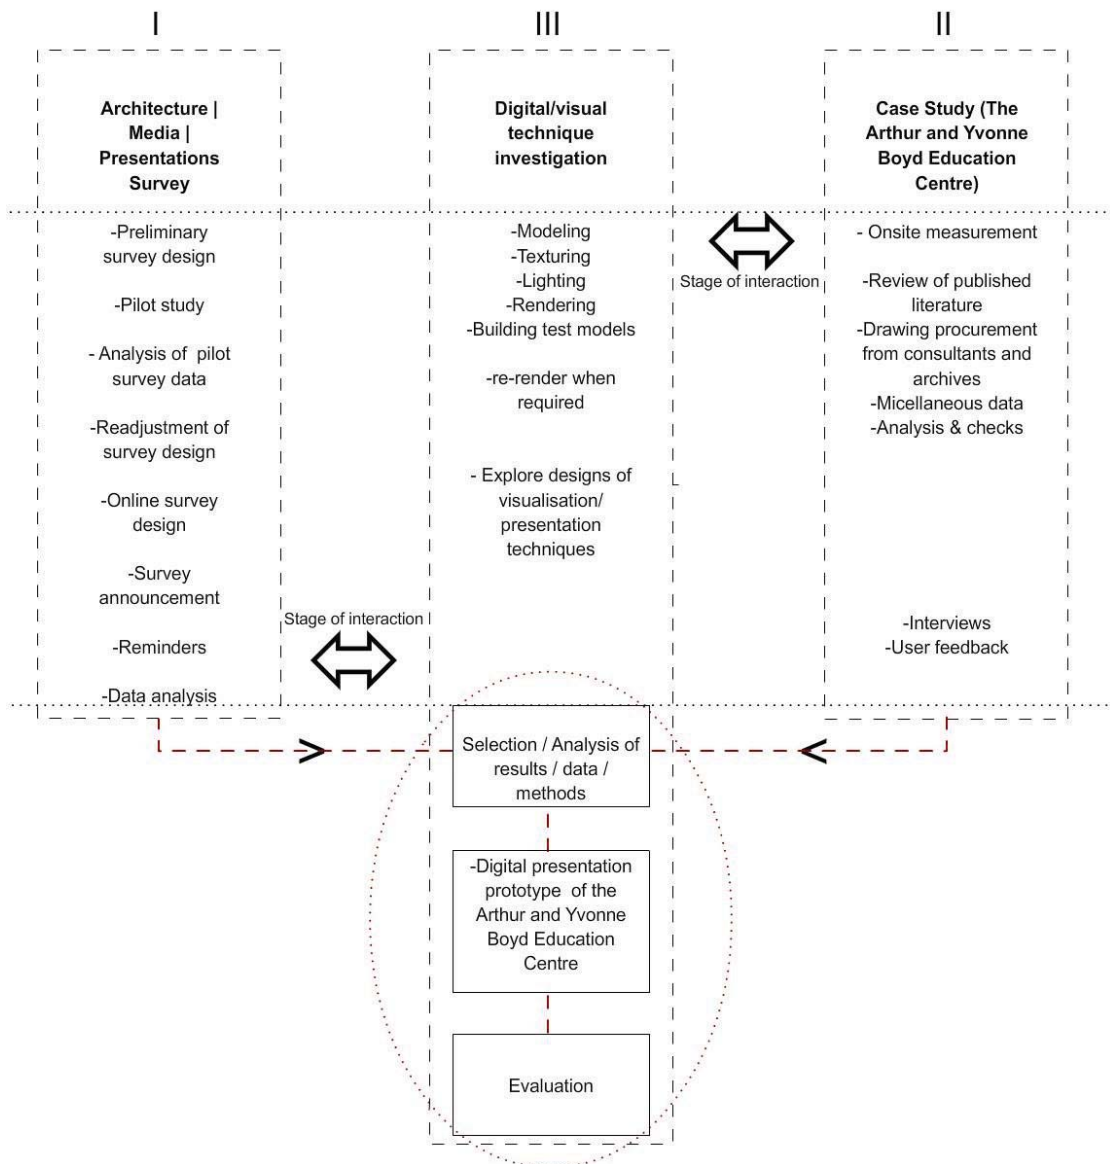 I
III
II
Architecture |
Media |
Presentations
Survey
Digital/visual
technique
investigation
Case Study (The
Arthur and Yvonne
Boyd Education
Centre)
-Preliminary
survey design
-Pilot study
- Analysis of pilot
survey data
-Readjustment of
survey design
-Online survey
design
-Survey
announcement
-Reminders
-Data analysis
Stage of interaction
-Modeling
-Texturing
-Lighting
-Rendering
-Building test models
-re-render when
required
- Explore designs of
visualisation/
presentation
techniques
Stage of interaction
- Onsite measurement
-Review of published
literature
-Drawing procurement
from consultants and
archives
-Micellaneous data
-Analysis & checks
-Interviews
-User feedback
Selection / Analysis of
results / data /
methods
-Digital presentation
prototype of the
Arthur and Yvonne
Boyd Education
Centre
Evaluation